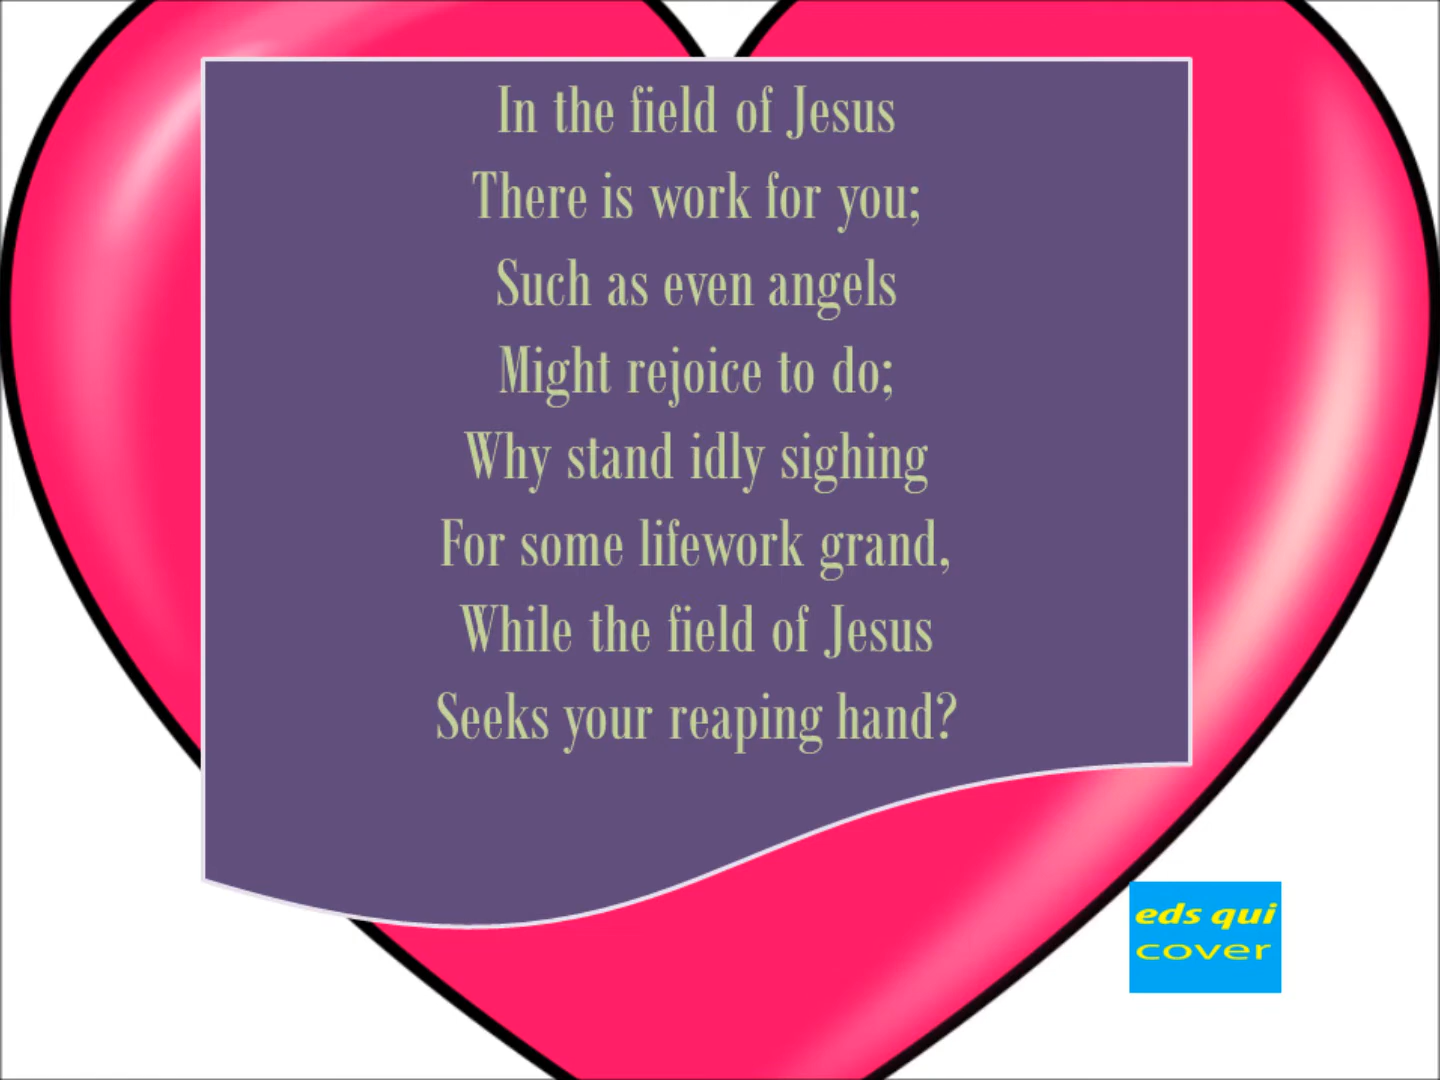 In the field of Jesus
There is work for you;
Such as even angels
Might rejoice to do;
Why stand idly sighing
For some lifework grand,
While the field of Jesus
Seeks your reaping hand?
eds qui
cover